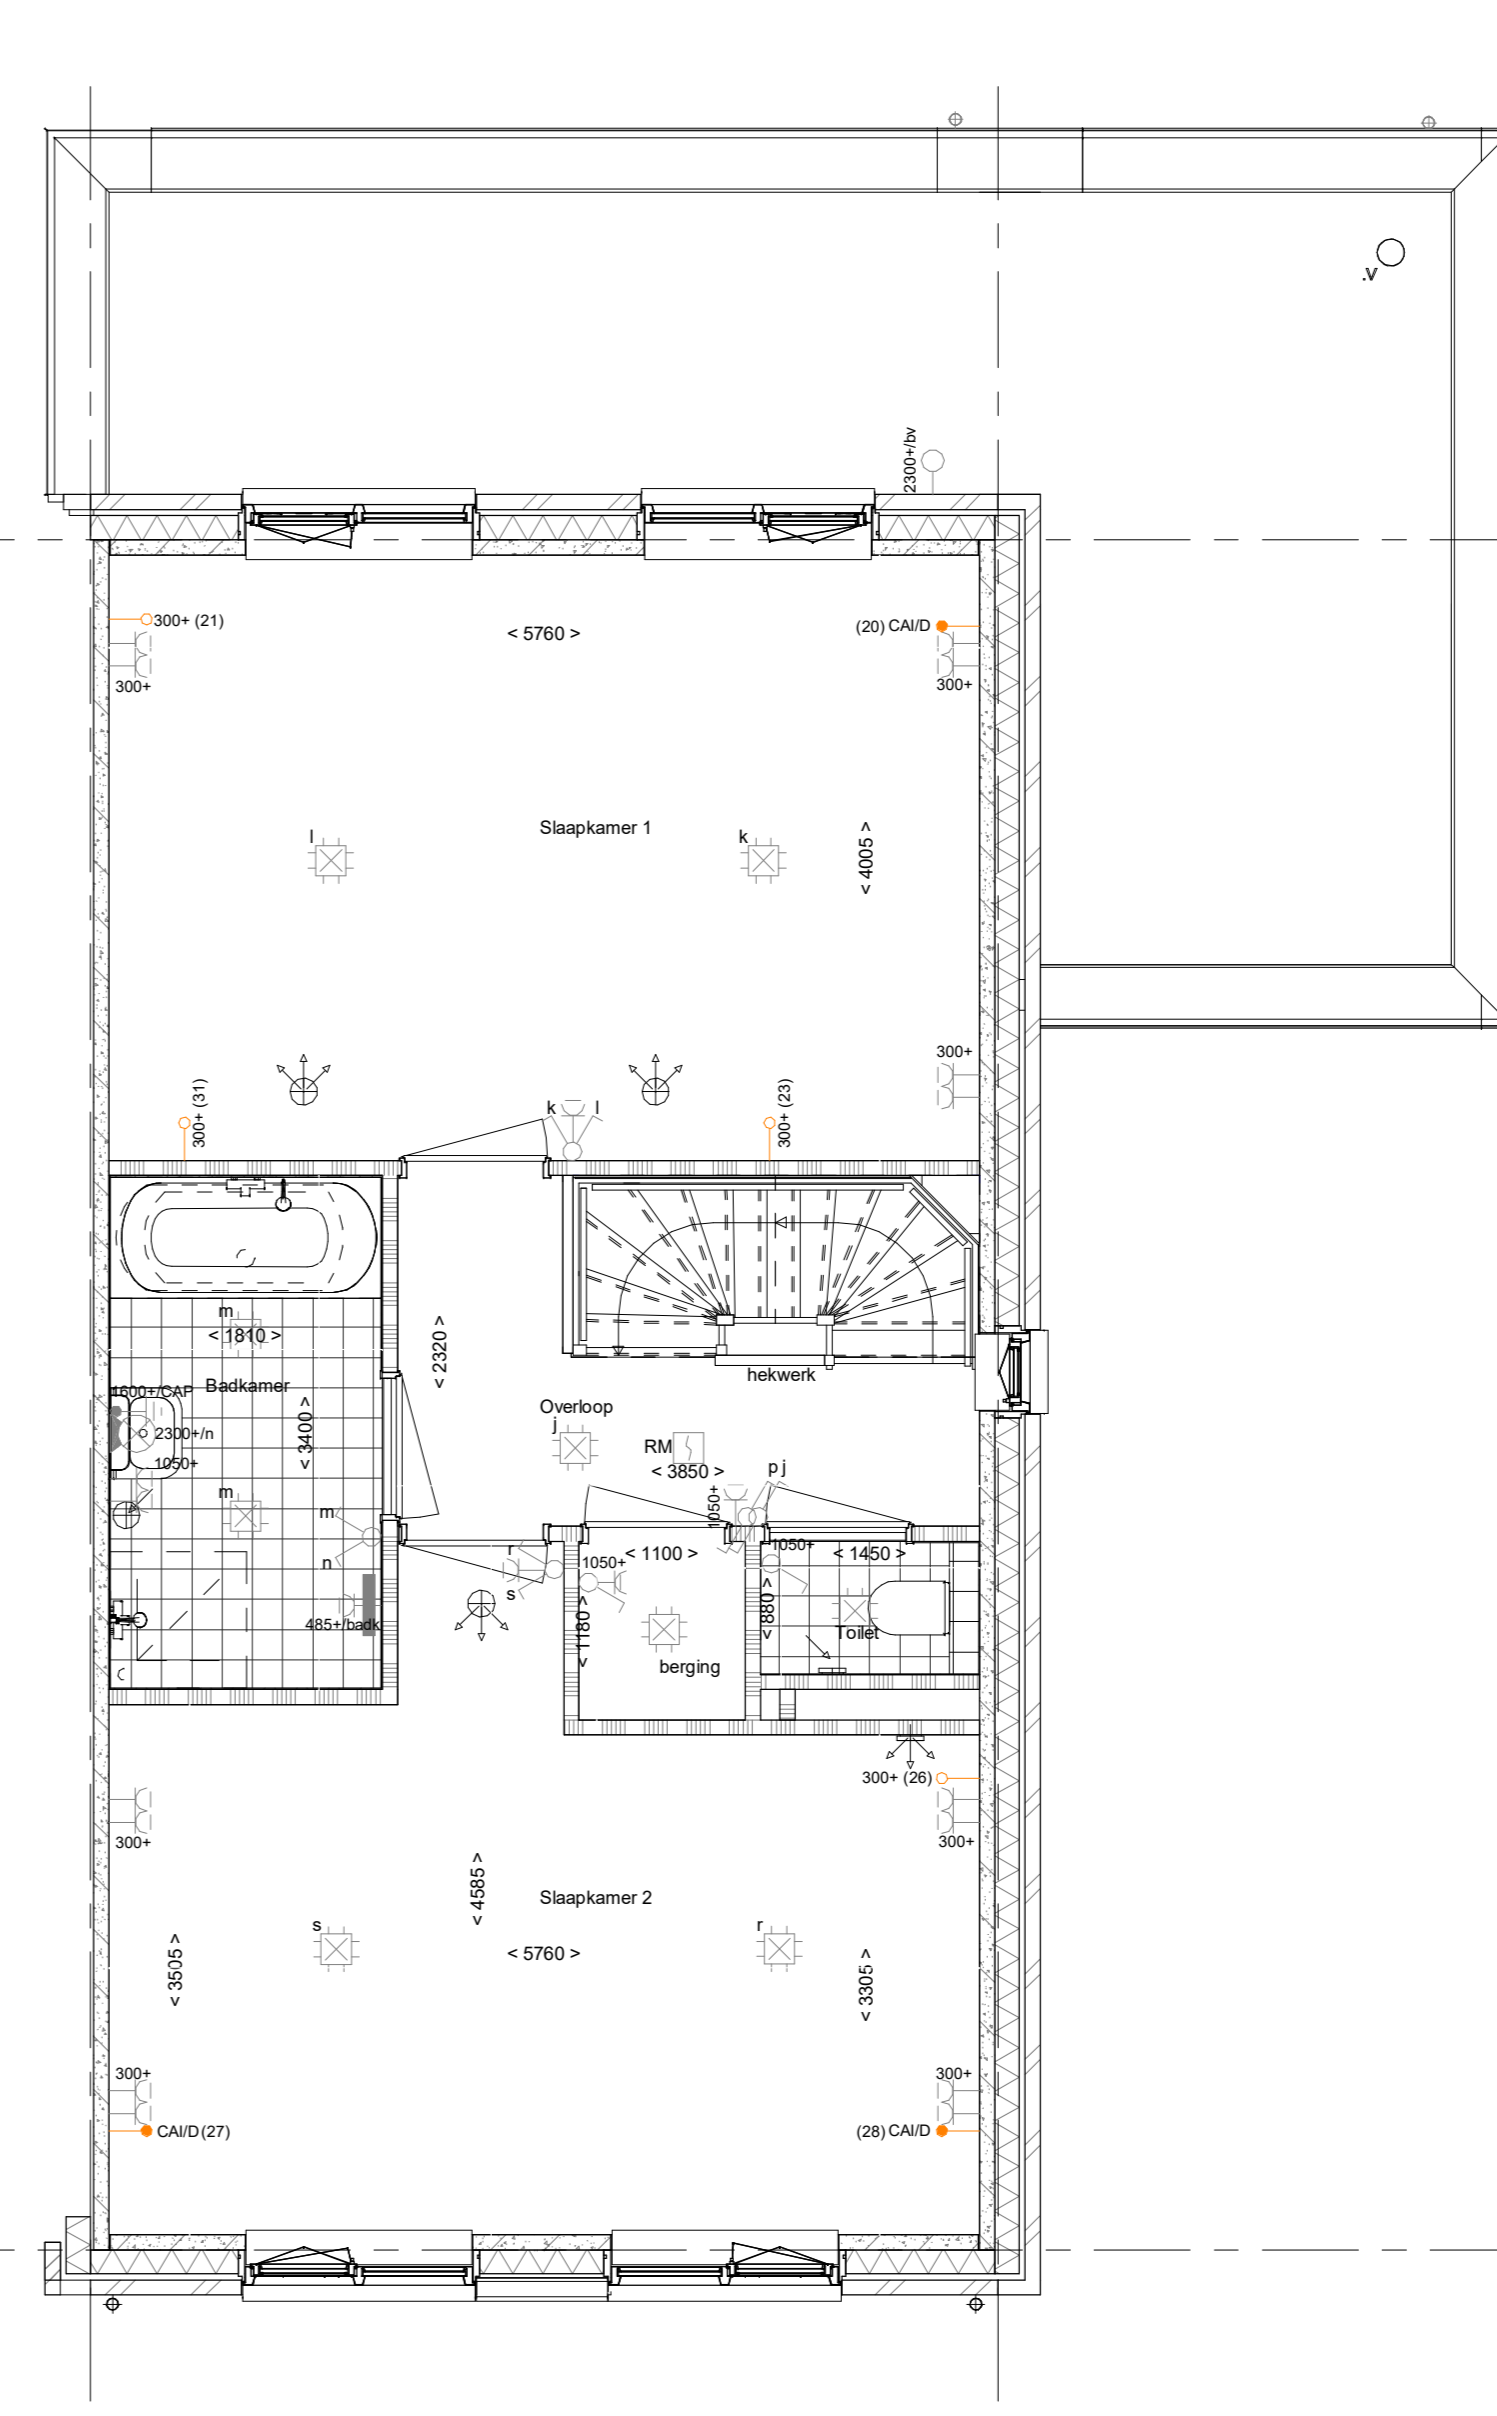 .V
2300+/bv
300+ (21)
< 5760 >
(20) CAI/D
300+
300+
Slaapkamer 1
l
k
< 4005 >
300+
300+ (31)
k
l
300+ (23)
m
< 1810 >
< 2320 >
hekwerk
1600+/CAP
Badkamer
Overloop
j
2300+/n
< 3400 >
RM
1050+
< 3850 >
p j
m
1050+
m
r
< 1100 >
1050+
< 1450 >
n
1050+
s
485+/badk
< 1180 >
< 880 >
Toilet
berging
300+ (26)
300+
300+
< 4585 >
Slaapkamer 2
s
r
< 5760 >
< 3505 >
< 3305 >
300+
300+
CAI/D (27)
(28) CAI/D